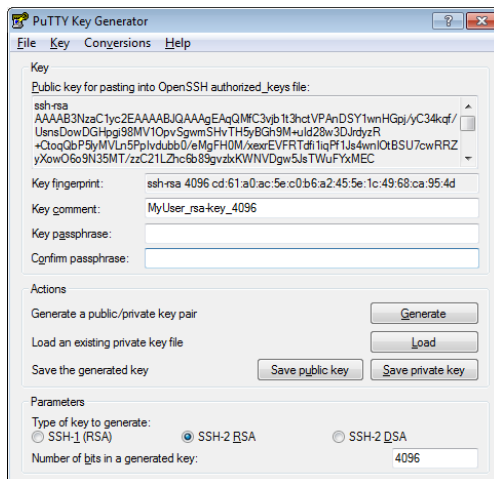 PuTTY Key Generator
File Key Conversions Help
Key
Public key for pasting into OpenSSH authorized_keys file:
ssh-rsa
AAAAB3NzaC1yc2EAAAABJQAAAgEAqQMfC3vjb1t3hctVPAnDSY1wnHGpj/yC34kqf/
UsnsDowDGHpgi98MV1OpvSgwmSHvTH5yBGh9M+uId28w3DJrdyzR
+CtoqQbP5lyMVLn5PpIvdubb0/eMgFH0M/xexrEVFRTdfi1iqPf1Js4wnIOtBSU7cwRRZ
yXowO6o9N35MT/zzC21LZhc6b89gvzlxKWNVDgw5JsTWuFYxMEC
Key fingerprint: ssh-rsa 4096 cd:61:a0:ac:5e:c0:b6:a2:45:5e:1c:49:68:ca:95:4d
Key comment: MyUser_rsa-key_4096
Key passphrase:
Confirm passphrase:
Actions
Generate a public/private key pair Generate
Load an existing private key file Load
Save the generated key Save public key Save private key
Parameters
Type of key to generate:
SSH-1 (RSA) SSH-2 RSA SSH-2 DSA
Number of bits in a generated key: 4096